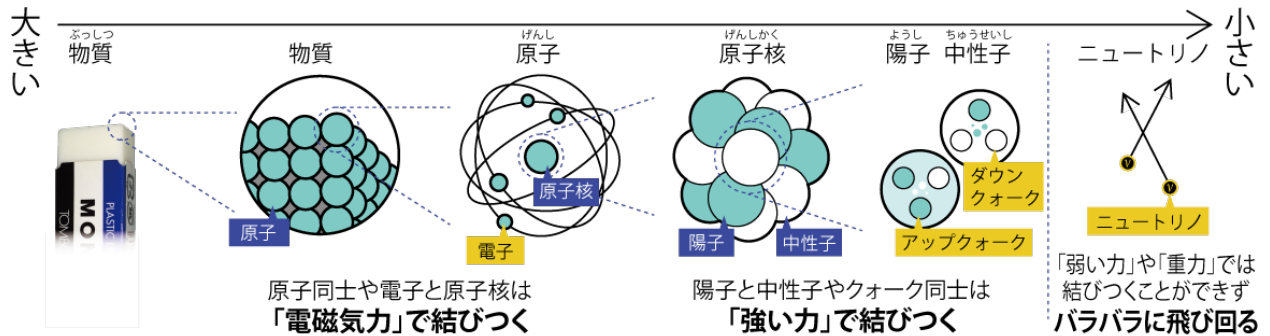 大きい
小さい
ぶっしつ
物質
物質
げんし
原子
げんしかく
原子核
ようし ちゅうせいし
陽子 中性子
ニュートリノ
PLASTIC
MO
TOM
原子
原子核
電子
陽子
中性子
ダウン
クォーク
アップクォーク
ν
ν
ニュートリノ
原子同士や電子と原子核は
「電磁気力」で結びつく
陽子と中性子やクォーク同士は
「強い力」で結びつく
「弱い力」や「重力」では
結びつくことができず
バラバラに飛び回る